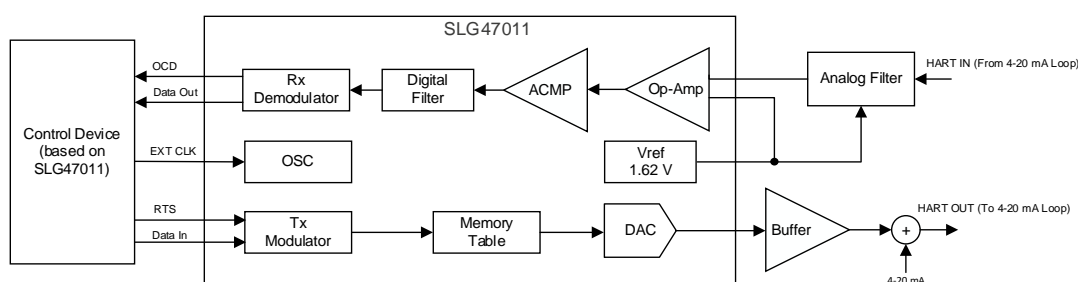 SLG47011
OCD
Data Out
EXT CLK
RTS
Data In
Control Device
(based on
SLG47011)
Rx
Demodulator
Digital
Filter
ACMP
Op-Amp
Analog Filter
HART IN (From 4-20 mA Loop)
OSC
Vref
1.62 V
Tx
Modulator
Memory
Table
DAC
Buffer
+
HART OUT (To 4-20 mA Loop)
4-20 mA